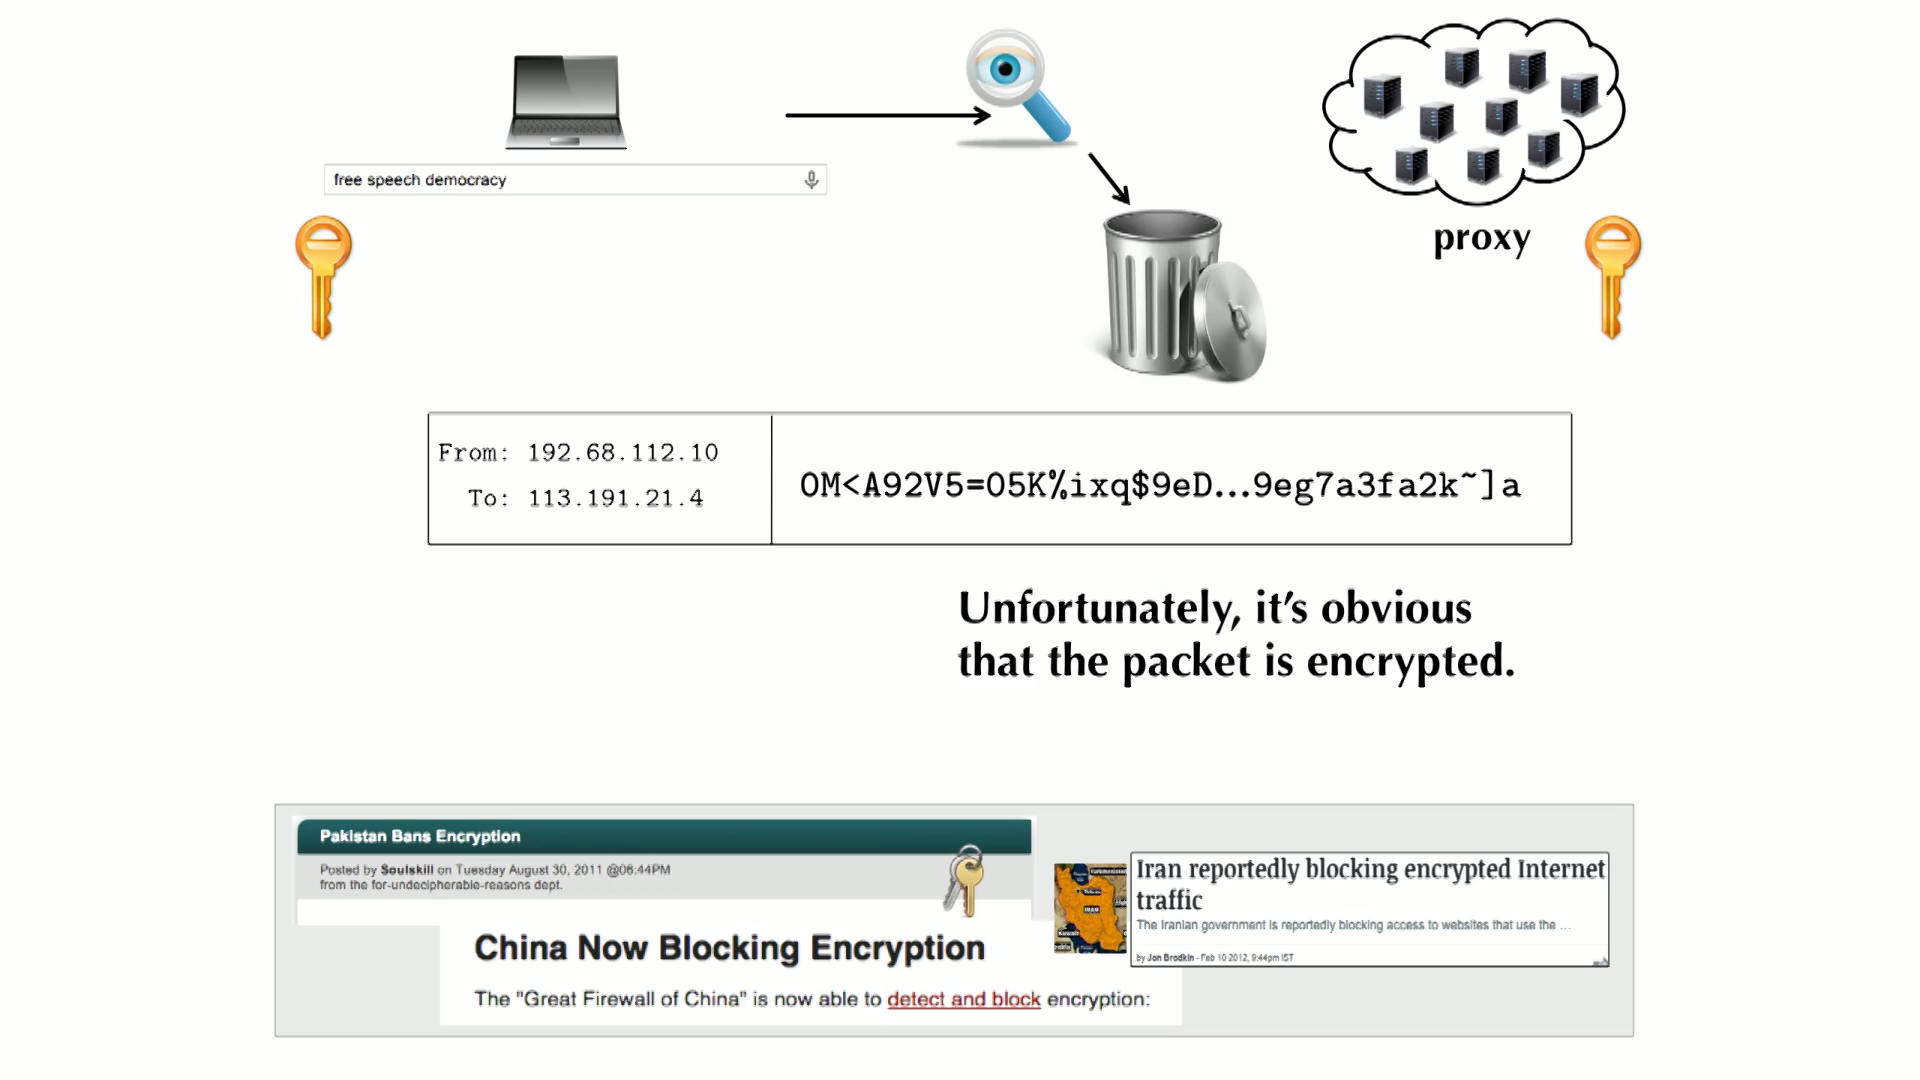 free speech democracy
proxy
From: 192.68.112.10
To: 113.191.21.4
OM<A92V5=O5K%ixq$9eD...9eg7a3fa2k~]a
Unfortunately, it's obvious
that the packet is encrypted.
Pakistan Bans Encryption
Posted by Soulskill on Tuesday August 30, 2011 @06:44PM
from the for-undecipherable-reasons dept.
Iran reportedly blocking encrypted Internet
traffic
The Iranian government is reportedly blocking access to websites that use the ...
by Jon Brodkin - Feb 10 2012, 9:44pm IST
IRAN
China Now Blocking Encryption
The "Great Firewall of China" is now able to detect and block encryption: